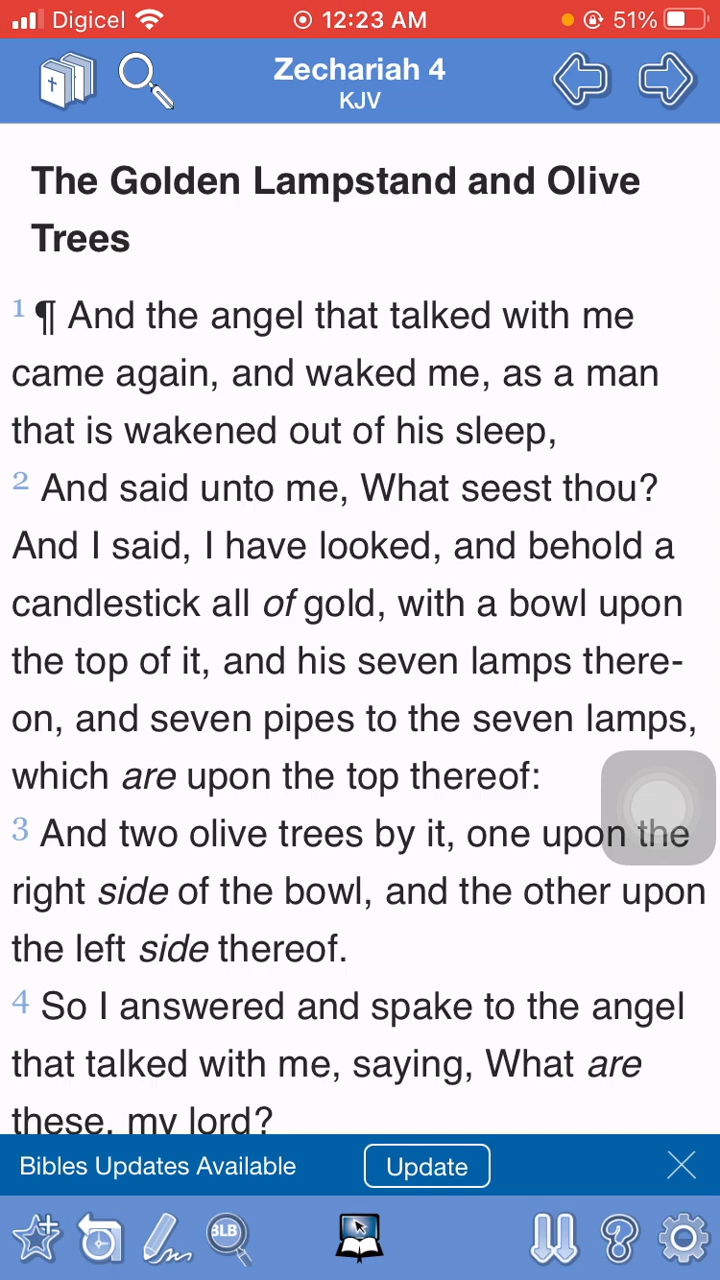 Digicel 12:23 AM 51%
Zechariah 4
KJV
The Golden Lampstand and Olive
Trees
1 ¶ And the angel that talked with me
came again, and waked me, as a man
that is wakened out of his sleep,
2 And said unto me, What seest thou?
And I said, I have looked, and behold a
candlestick all of gold, with a bowl upon
the top of it, and his seven lamps there-
on, and seven pipes to the seven lamps,
which are upon the top thereof:
3 And two olive trees by it, one upon the
right side of the bowl, and the other upon
the left side thereof.
4 So I answered and spake to the angel
that talked with me, saying, What are
these, my lord?
Bibles Updates Available Update
BLB